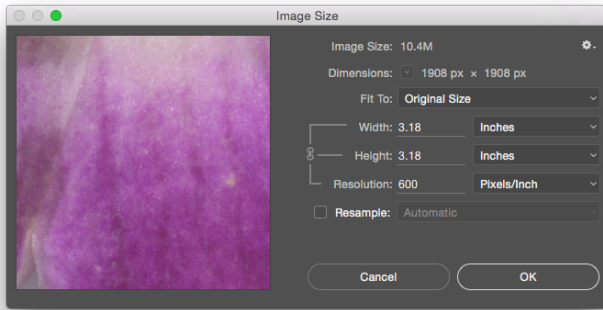 Image Size
Image Size: 10.4M
Dimensions: 1908 px × 1908 px
Fit To: Original Size
Width: 3.18 Inches
Height: 3.18 Inches
Resolution: 600 Pixels/Inch
Resample: Automatic
Cancel OK